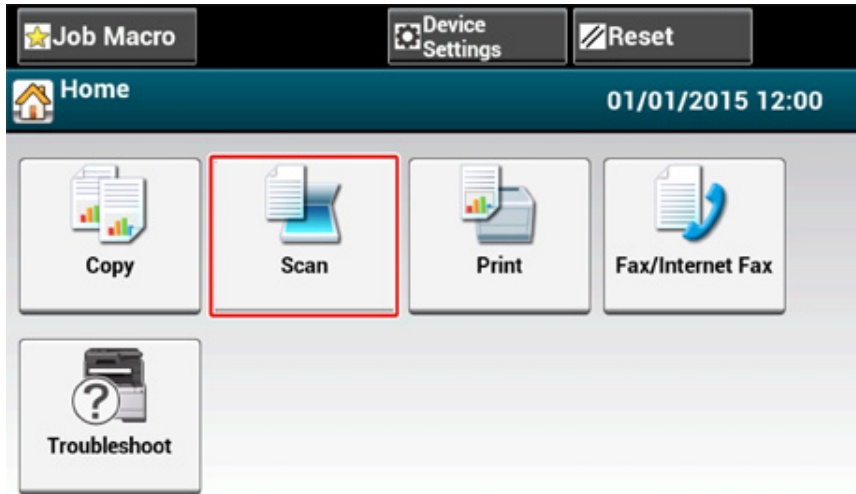 Job Macro
Device
Settings
Reset
Home
01/01/2015 12:00
Copy
Scan
Print
Fax/Internet Fax
Troubleshoot